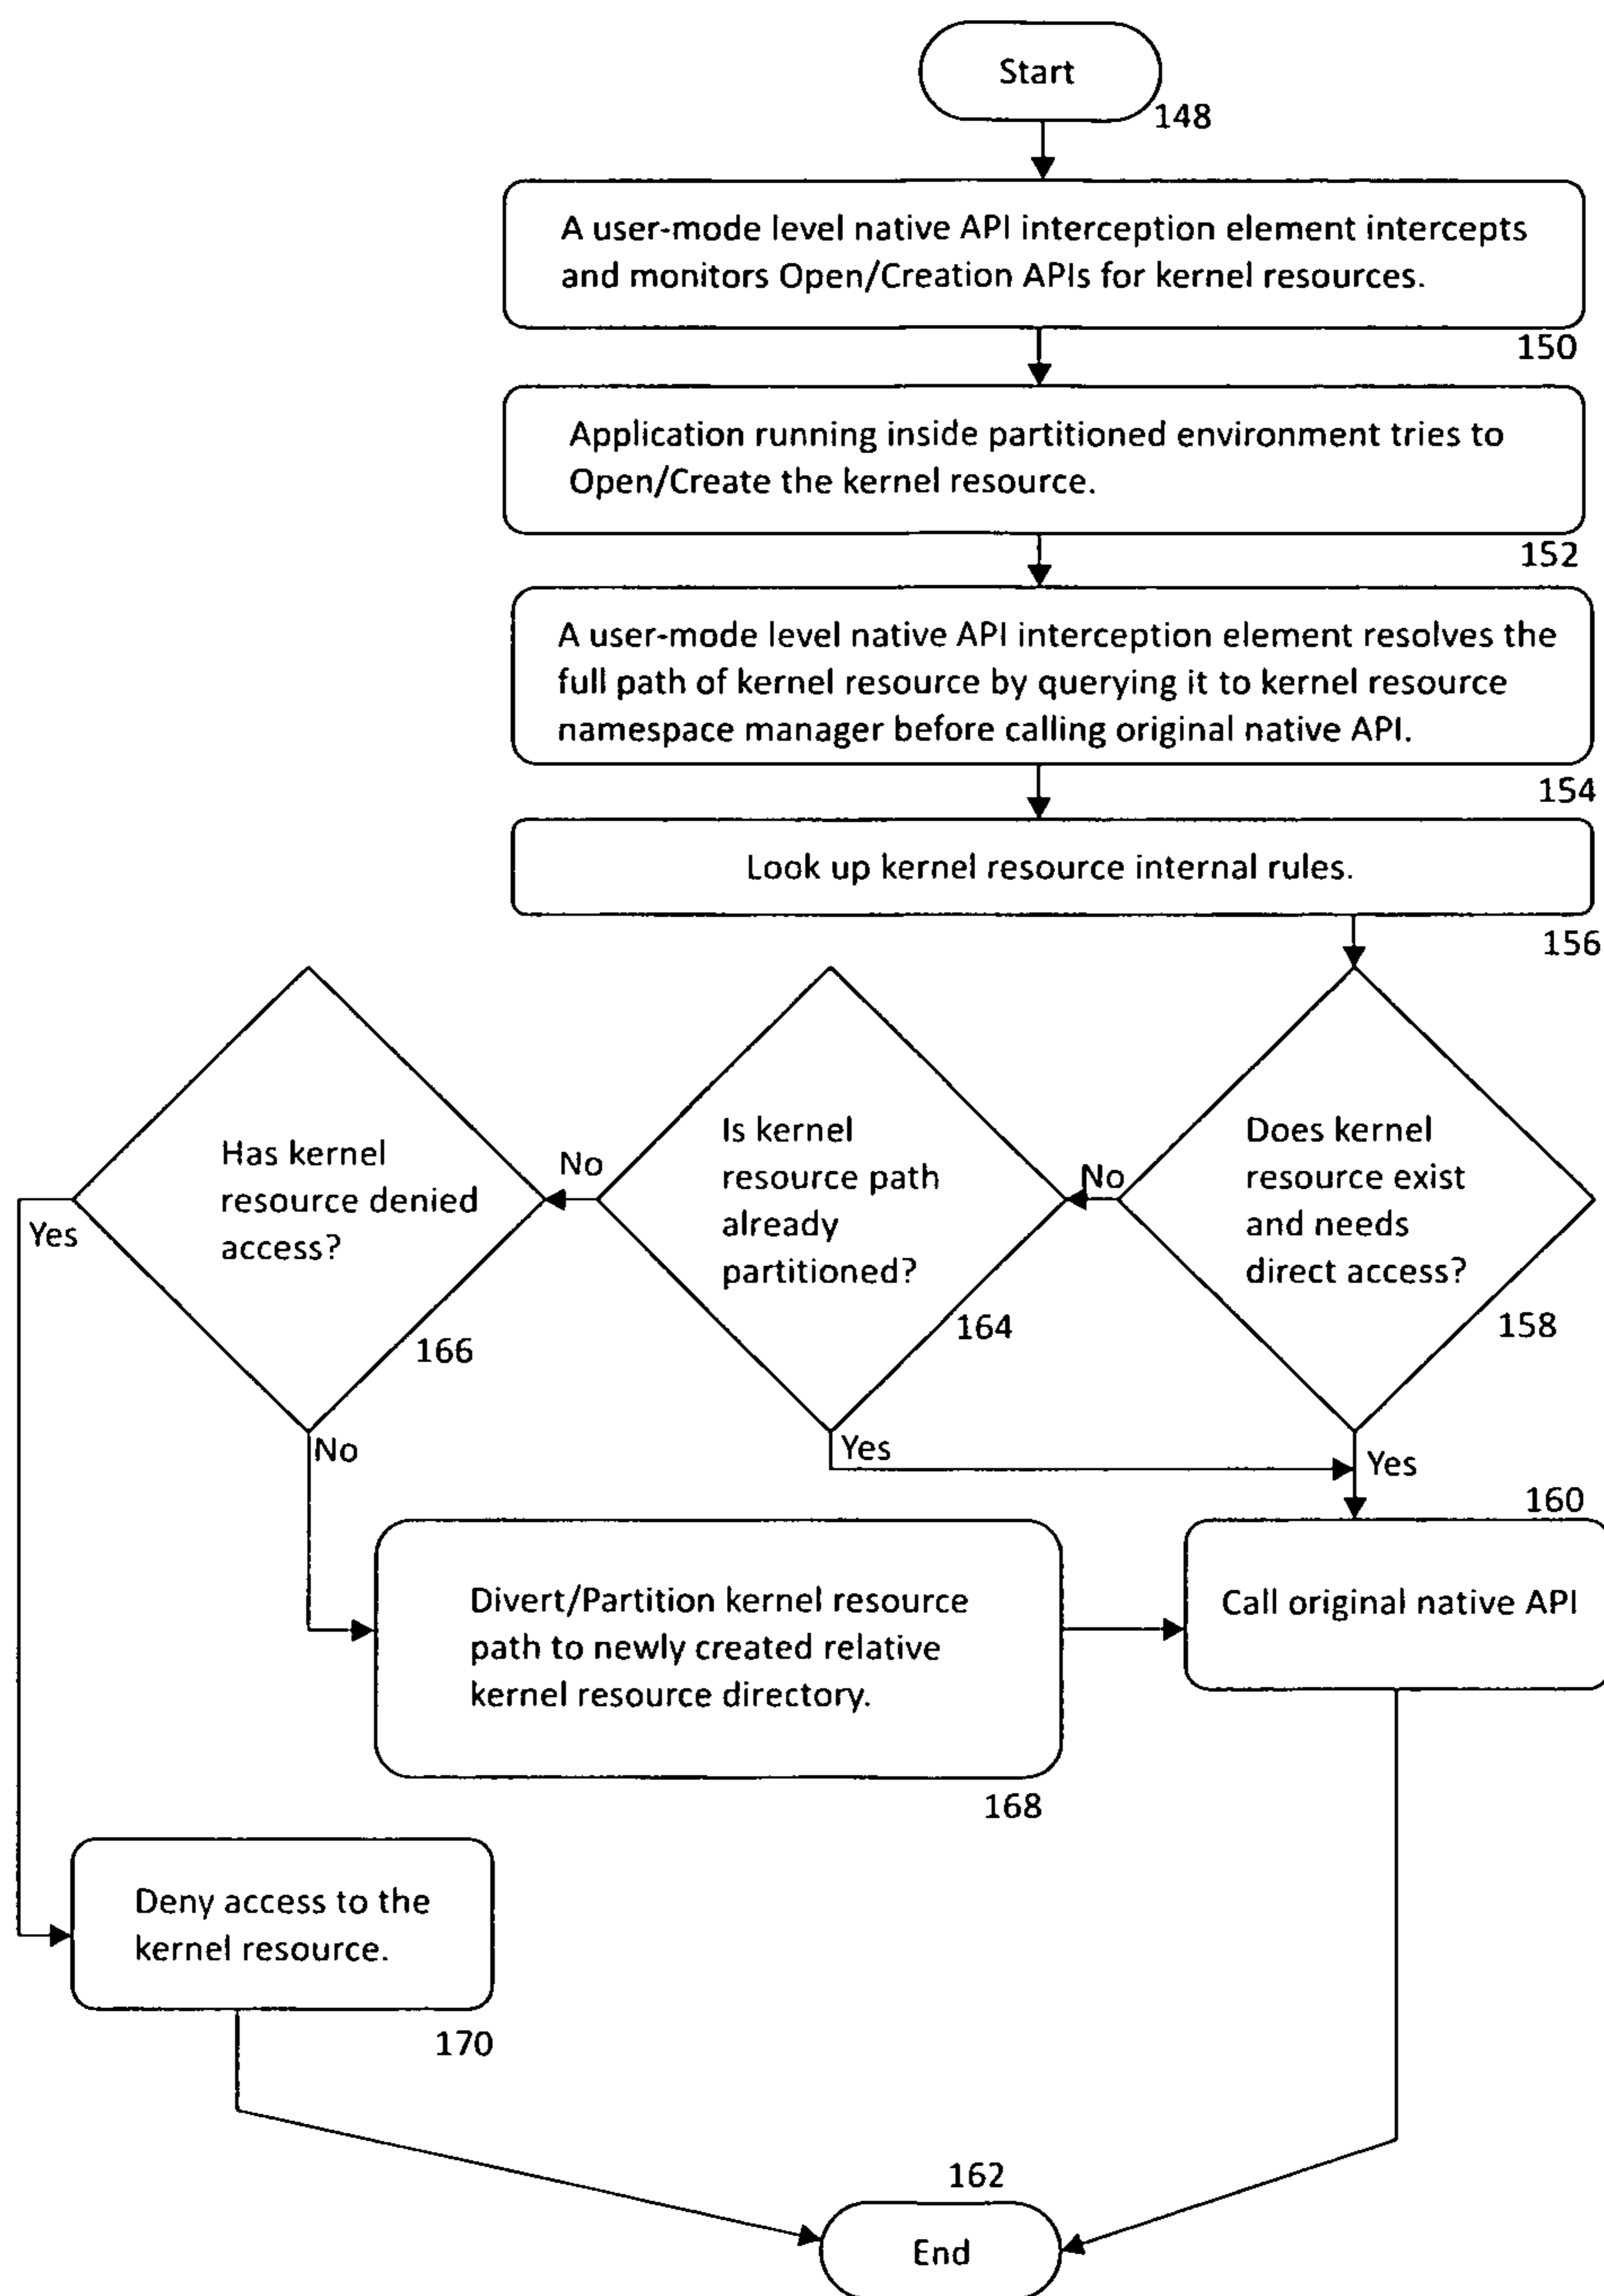 Start
148
A user-mode level native API interception element intercepts
and monitors Open/Creation APIs for kernel resources.
150
Application running inside partitioned environment tries to
Open/Create the kernel resource.
152
A user-mode level native API interception element resolves the
full path of kernel resource by querying it to kernel resource
namespace manager before calling original native API.
154
Look up kernel resource internal rules.
156
Has kernel
resource denied
access?
166
Yes
No
No
Is kernel
resource path
already
partitioned?
164
Yes
No
Does kernel
resource exist
and needs
direct access?
158
Yes
160
Call original native API
Divert/Partition kernel resource
path to newly created relative
kernel resource directory.
168
Deny access to the
kernel resource.
170
162
End